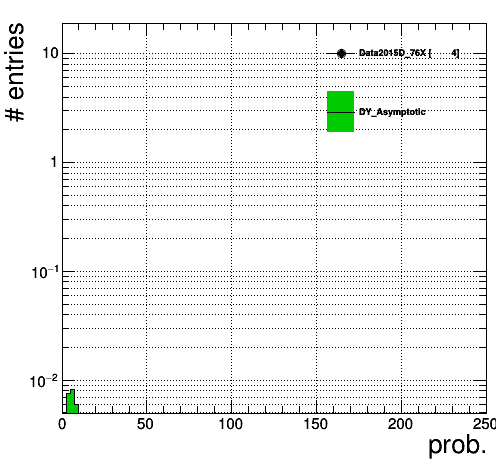 # entries
10
1
10⁻¹
10⁻²
Data2015D_76X [ 4]
DY_Asymptotic
0 50 100 150 200 250
prob.